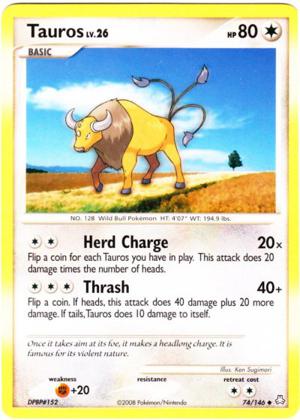 Tauros LV.26 HP 80
BASIC
NO. 128 Wild Bull Pokémon HT: 4'07" WT: 194.9 lbs.
Herd Charge 20x
Flip a coin for each Tauros you have in play. This attack does 20
damage times the number of heads.
Thrash 40+
Flip a coin. If heads, this attack does 40 damage plus 20 more
damage. If tails, Tauros does 10 damage to itself.
Once it takes aim at its foe, it makes a headlong charge. It is
famous for its violent nature.
Illus. Ken Sugimori
weakness resistance retreat cost
+20
DPBP#152 ©2008 Pokémon/Nintendo 74/146